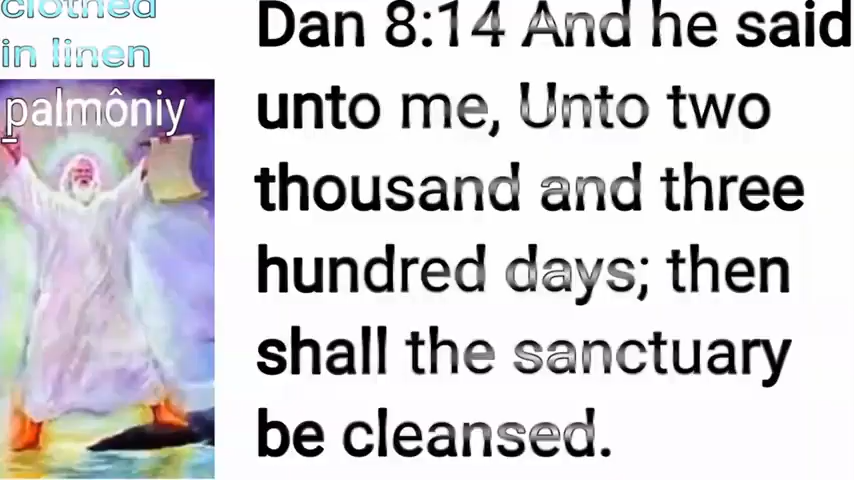 clothed
in linen
palmôniy
Dan 8:14 And he said
unto me, Unto two
thousand and three
hundred days; then
shall the sanctuary
be cleansed.